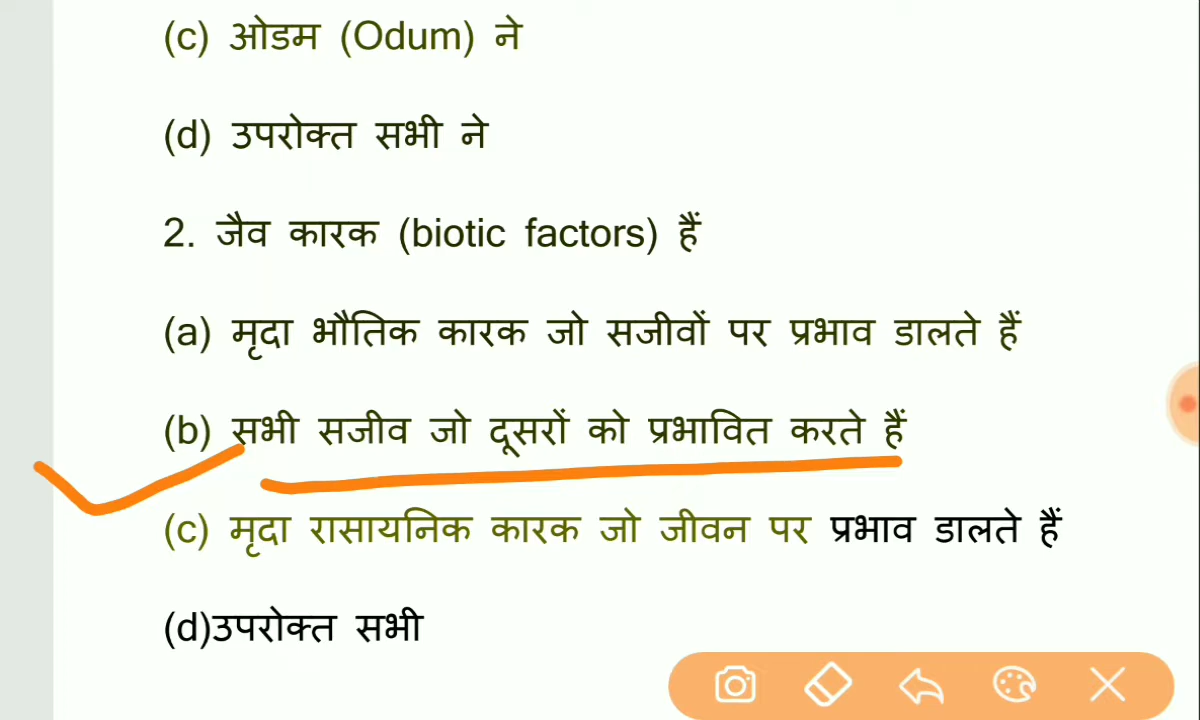 (c) ओडम (Odum) ने
(d) उपरोक्त सभी ने
2. जैव कारक (biotic factors) हैं
(a) मृदा भौतिक कारक जो सजीवों पर प्रभाव डालते हैं
(b) सभी सजीव जो दूसरों को प्रभावित करते हैं
(c) मृदा रासायनिक कारक जो जीवन पर प्रभाव डालते हैं
(d)उपरोक्त सभी